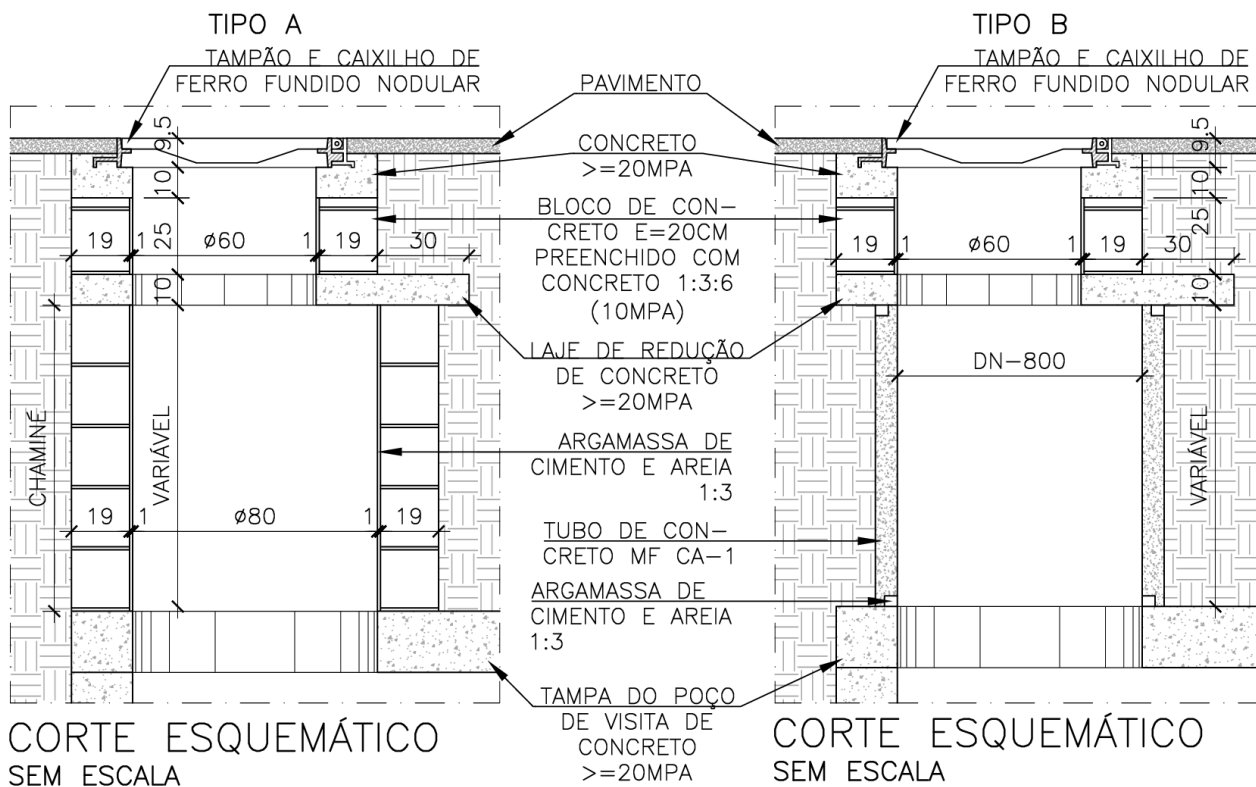 TIPO A
TAMPÃO E CAIXILHO DE
FERRO FUNDIDO NODULAR
TIPO B
TAMPÃO E CAIXILHO DE
FERRO FUNDIDO NODULAR
PAVIMENTO
CONCRETO
>=20MPA
BLOCO DE CON-
CRETO E=20CM
PREENCHIDO COM
CONCRETO 1:3:6
(10MPA)
LAJE DE REDUÇÃO
DE CONCRETO
>=20MPA
ARGAMASSA DE
CIMENTO E AREIA
1:3
TUBO DE CON-
CRETO MF CA-1
ARGAMASSA DE
CIMENTO E AREIA
1:3
TAMPA DO POÇO
DE VISITA DE
CONCRETO
>=20MPA
9.5
10
25
10
19 1 ø60 1 19 30
CHAMINÉ
VARIÁVEL
19 1 ø80 1 19
9.5
10
25
10
19 1 ø60 1 19 30
DN-800
VARIÁVEL
CORTE ESQUEMÁTICO
SEM ESCALA
CORTE ESQUEMÁTICO
SEM ESCALA